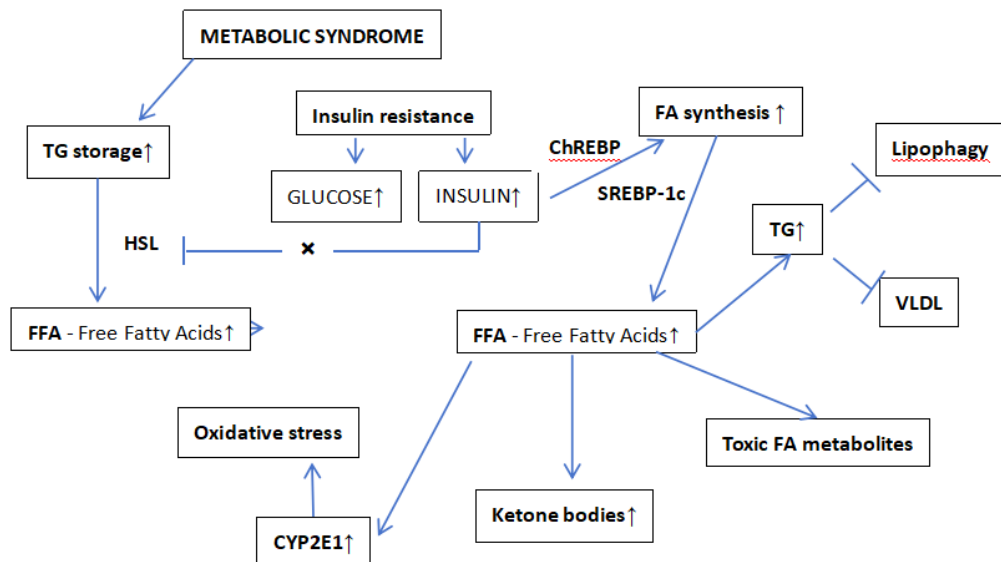 METABOLIC SYNDROME
Insulin resistance
FA synthesis ↑
TG storage↑
ChREBP
Lipophagy
GLUCOSE↑
INSULIN↑
SREBP-1c
HSL
×
TG↑
VLDL
FFA - Free Fatty Acids↑
FFA - Free Fatty Acids↑
Oxidative stress
Toxic FA metabolites
Ketone bodies↑
CYP2E1↑